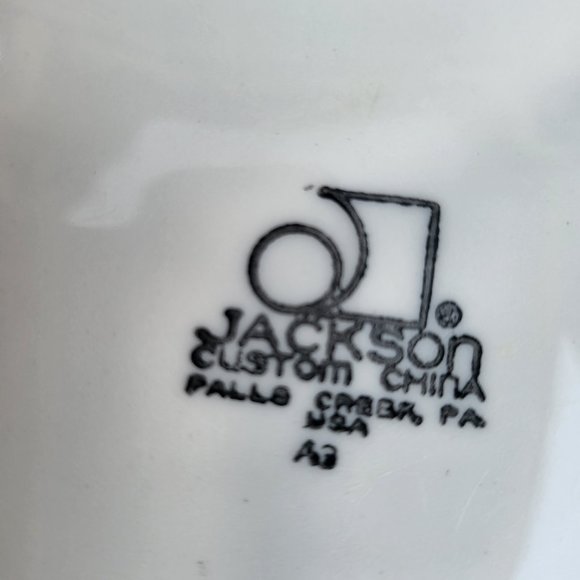 ®
JACKSON
CUSTOM CHINA
FALLS CREEK, PA.
USA
A3